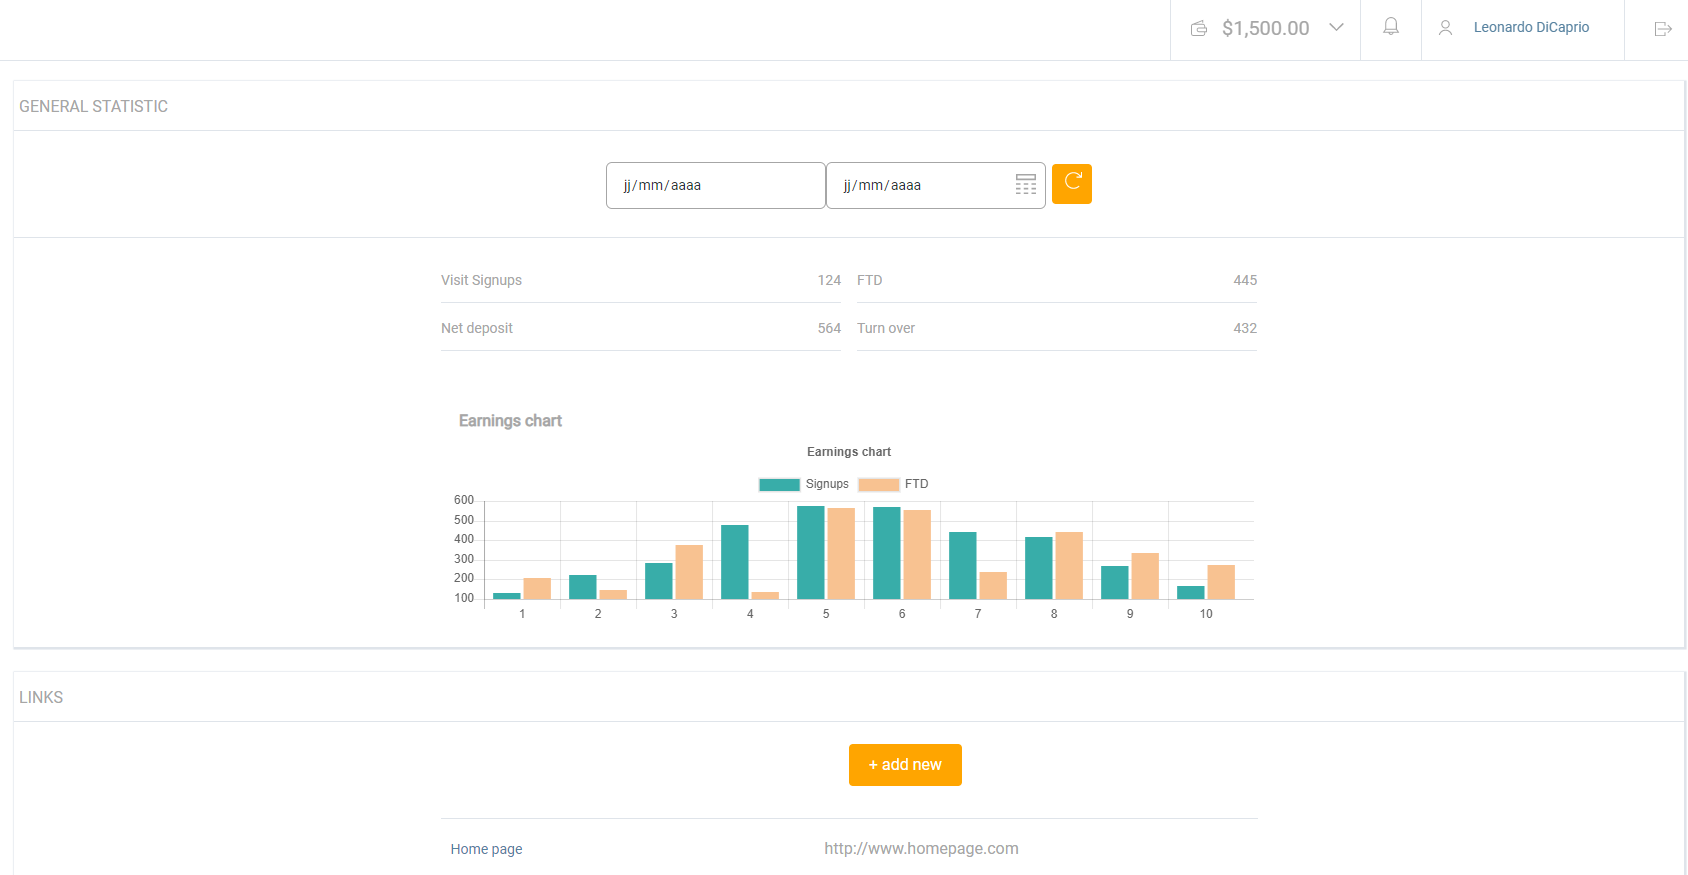 $1,500.00
Leonardo DiCaprio
GENERAL STATISTIC
jj/mm/aaaa jj/mm/aaaa
Visit Signups 124 FTD 445
Net deposit 564 Turn over 432
Earnings chart
Earnings chart
Signups FTD
600
500
400
300
200
100
1 2 3 4 5 6 7 8 9 10
LINKS
+ add new
Home page http://www.homepage.com